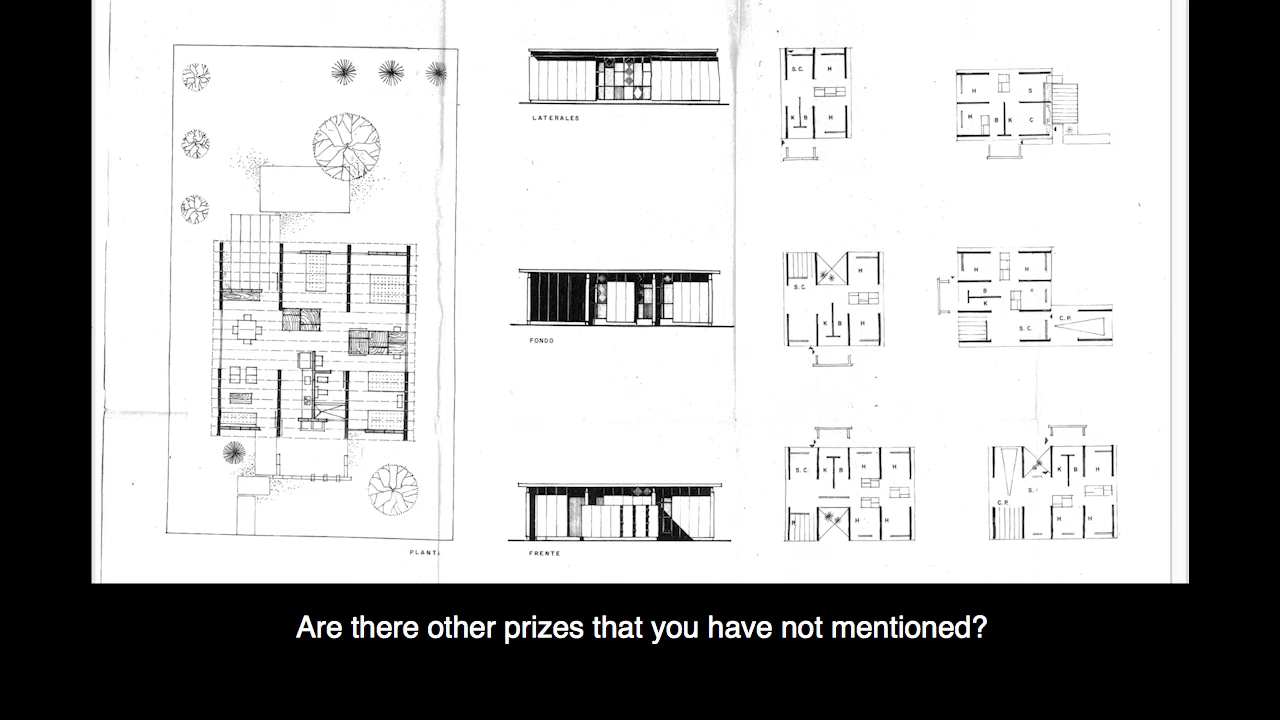 LATERALES
FONDO
FRENTE
PLANTA
S.C. H
K B H
H S
H B K C
H
S.C.
K B H
H H
B
K
S.C. C.P.
S.C. K B H H
P. H H
K B H
S.
C.P.
H H
Are there other prizes that you have not mentioned?